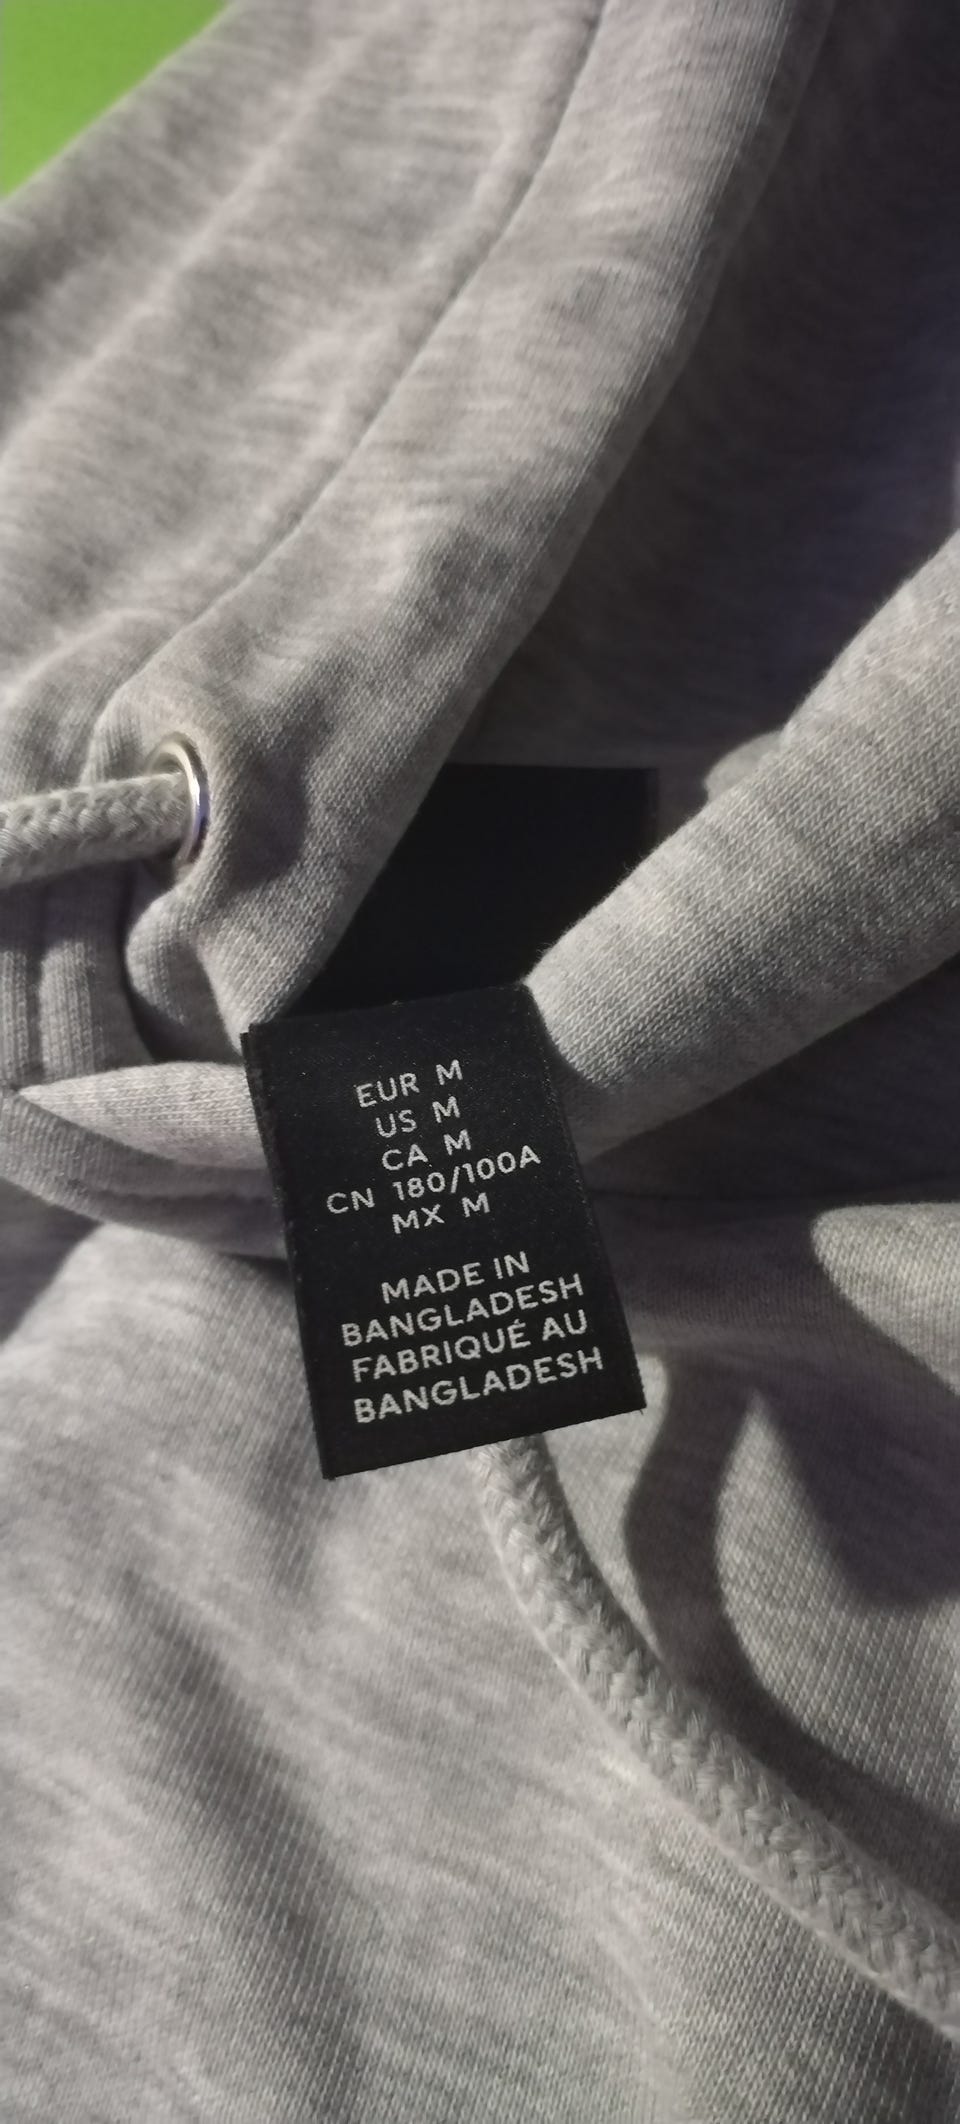 EUR M
US M
CA M
CN 180/100A
MX M
MADE IN
BANGLADESH
FABRIQUÉ AU
BANGLADESH